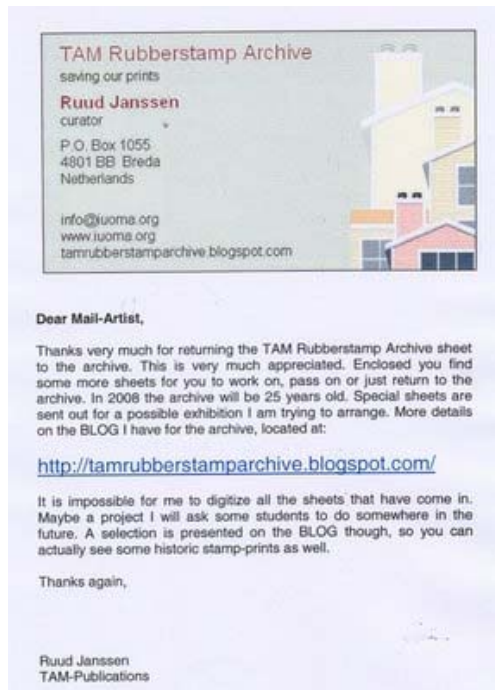 TAM Rubberstamp Archive
saving our prints
Ruud Janssen
curator
P.O. Box 1055
4801 BB Breda
Netherlands
info@iuoma.org
www.iuoma.org
tamrubberstamparchive.blogspot.com
Dear Mail-Artist,
Thanks very much for returning the TAM Rubberstamp Archive sheet
to the archive. This is very much appreciated. Enclosed you find
some more sheets for you to work on, pass on or just return to the
archive. In 2008 the archive will be 25 years old. Special sheets are
sent out for a possible exhibition I am trying to arrange. More details
on the BLOG I have for the archive, located at:
http://tamrubberstamparchive.blogspot.com/
It is impossible for me to digitize all the sheets that have come in.
Maybe a project I will ask some students to do somewhere in the
future. A selection is presented on the BLOG though, so you can
actually see some historic stamp-prints as well.
Thanks again,
Ruud Janssen
TAM-Publications